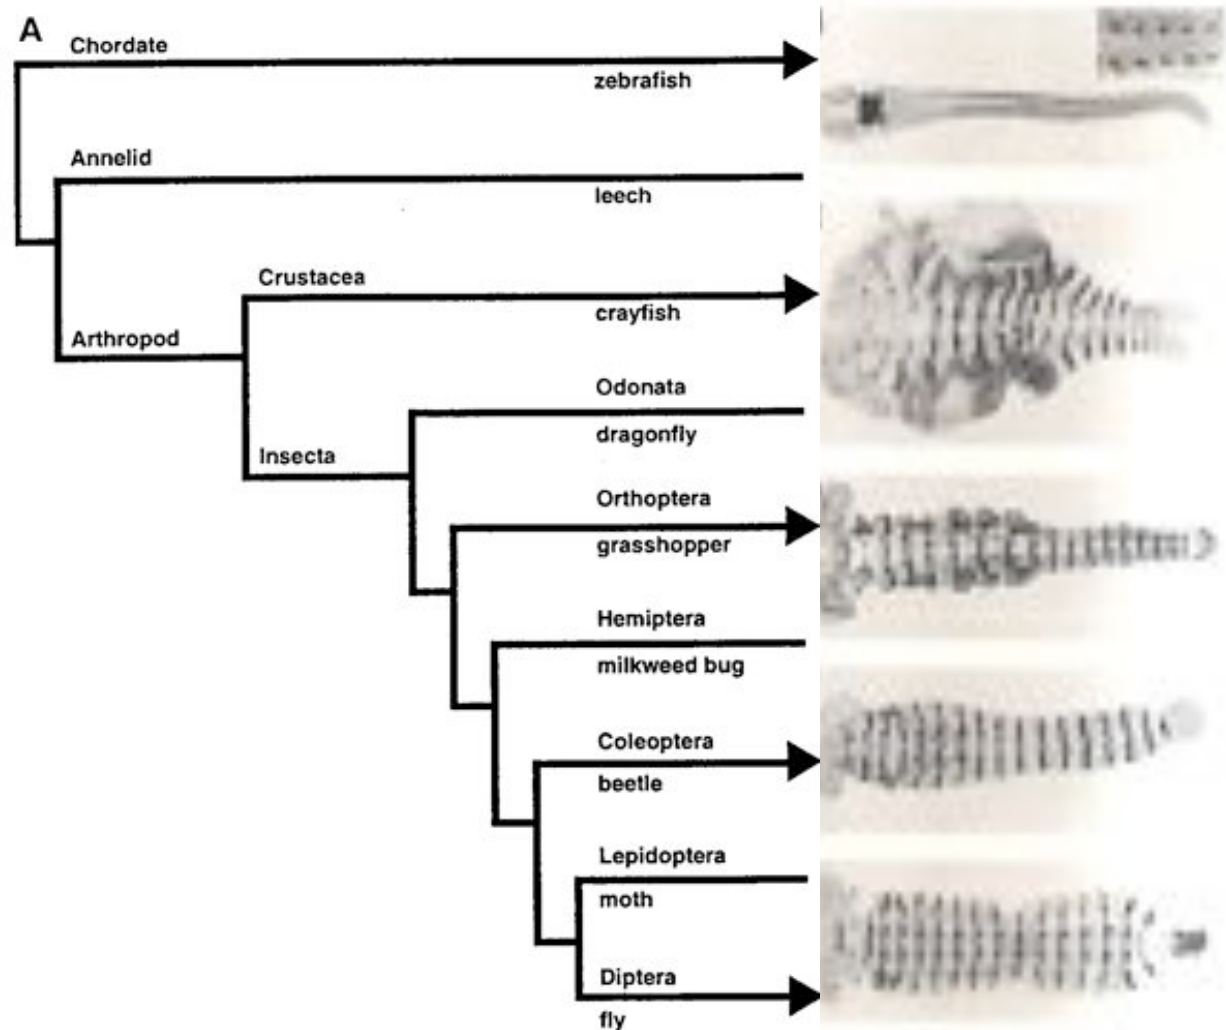 A
Chordate
zebrafish
Annelid
leech
Crustacea
crayfish
Arthropod
Odonata
dragonfly
Insecta
Orthoptera
grasshopper
Hemiptera
milkweed bug
Coleoptera
beetle
Lepidoptera
moth
Diptera
fly